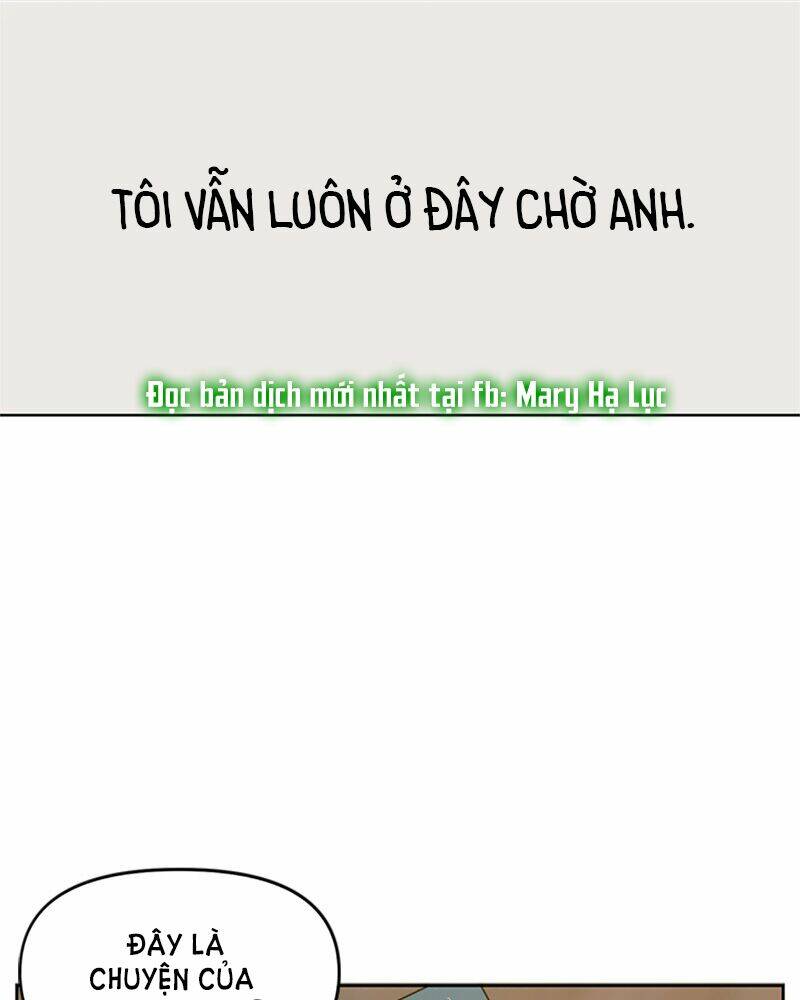 TÔI VẪN LUÔN Ở ĐÂY CHỜ ANH.
Đọc bản dịch mới nhất tại fb: Mary Hạ Lục
ĐÂY LÀ
CHUYỆN CỦA